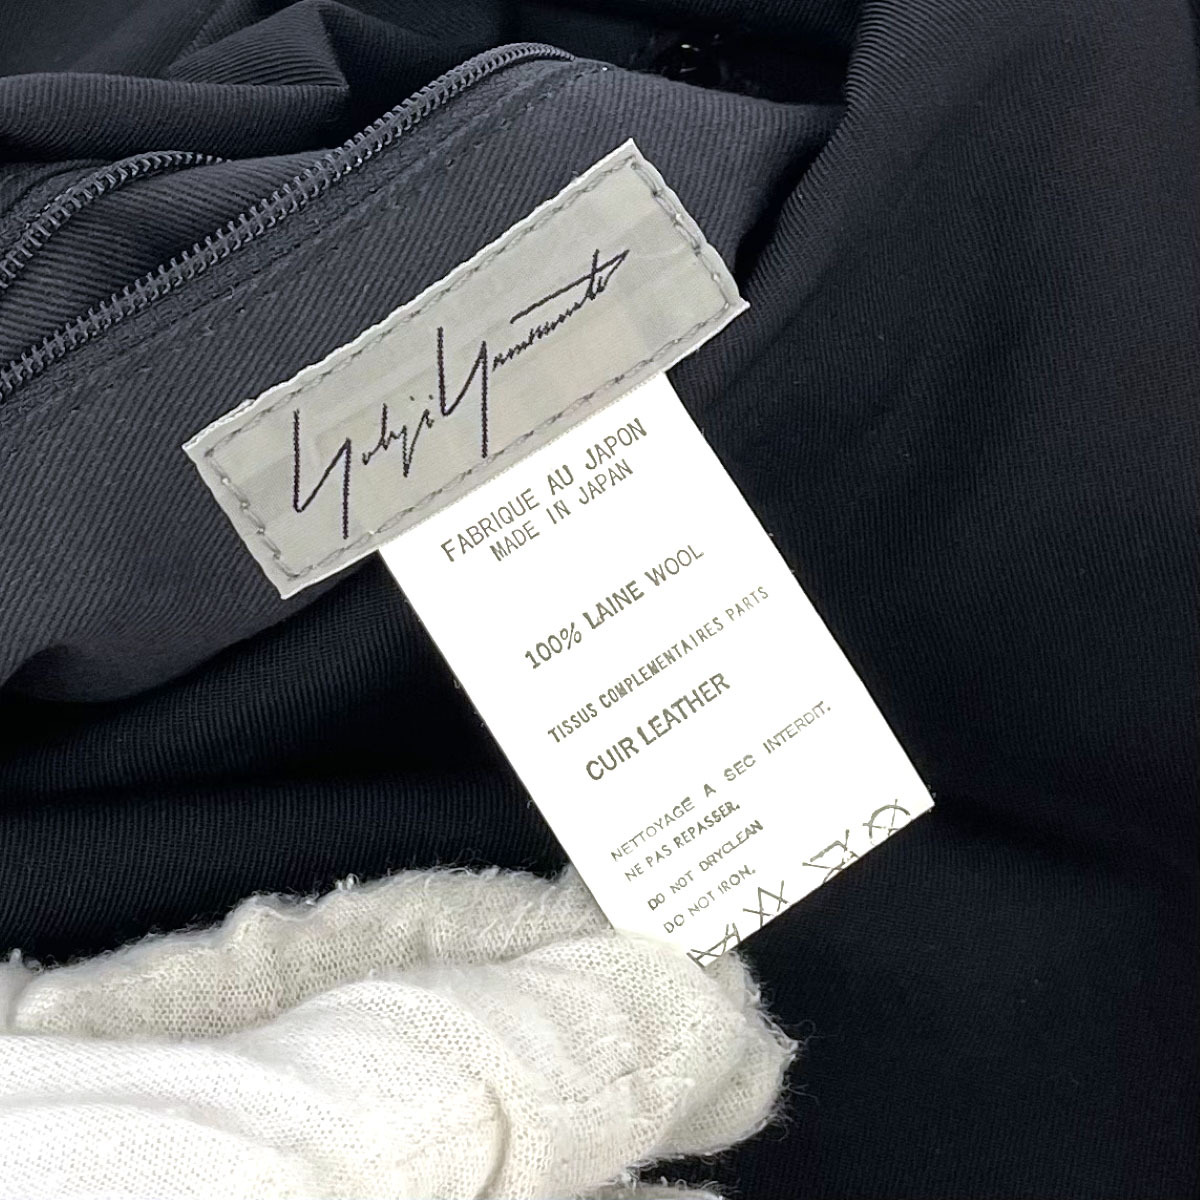 Yohji Yamamoto
FABRIQUE AU JAPON
MADE IN JAPAN
100% LAINE WOOL
TISSUS COMPLEMENTAIRES PARTS
CUIR LEATHER
NETTOYAGE A SEC INTERDIT.
NE PAS REPASSER.
DO NOT DRYCLEAN
DO NOT IRON.